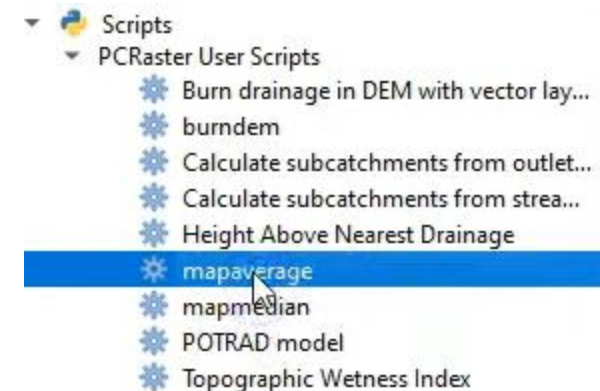 Scripts
PCRaster User Scripts
Burn drainage in DEM with vector lay...
burndem
Calculate subcatchments from outlet...
Calculate subcatchments from strea...
Height Above Nearest Drainage
mapaverage
mapmedian
POTRAD model
Topographic Wetness Index